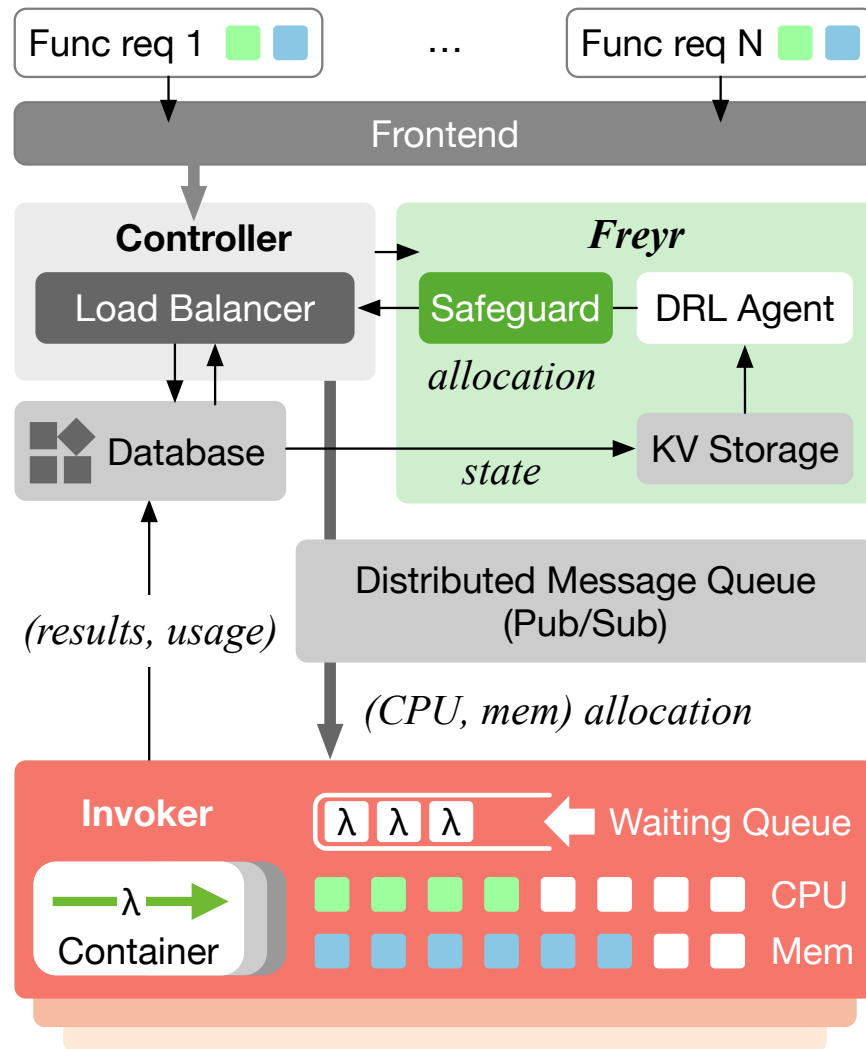 Func req 1
...
Func req N
Frontend
Controller
Freyr
Load Balancer
Safeguard
DRL Agent
allocation
Database
state
KV Storage
Distributed Message Queue
(Pub/Sub)
(results, usage)
(CPU, mem) allocation
Invoker
λ λ λ
Waiting Queue
λ
Container
CPU
Mem